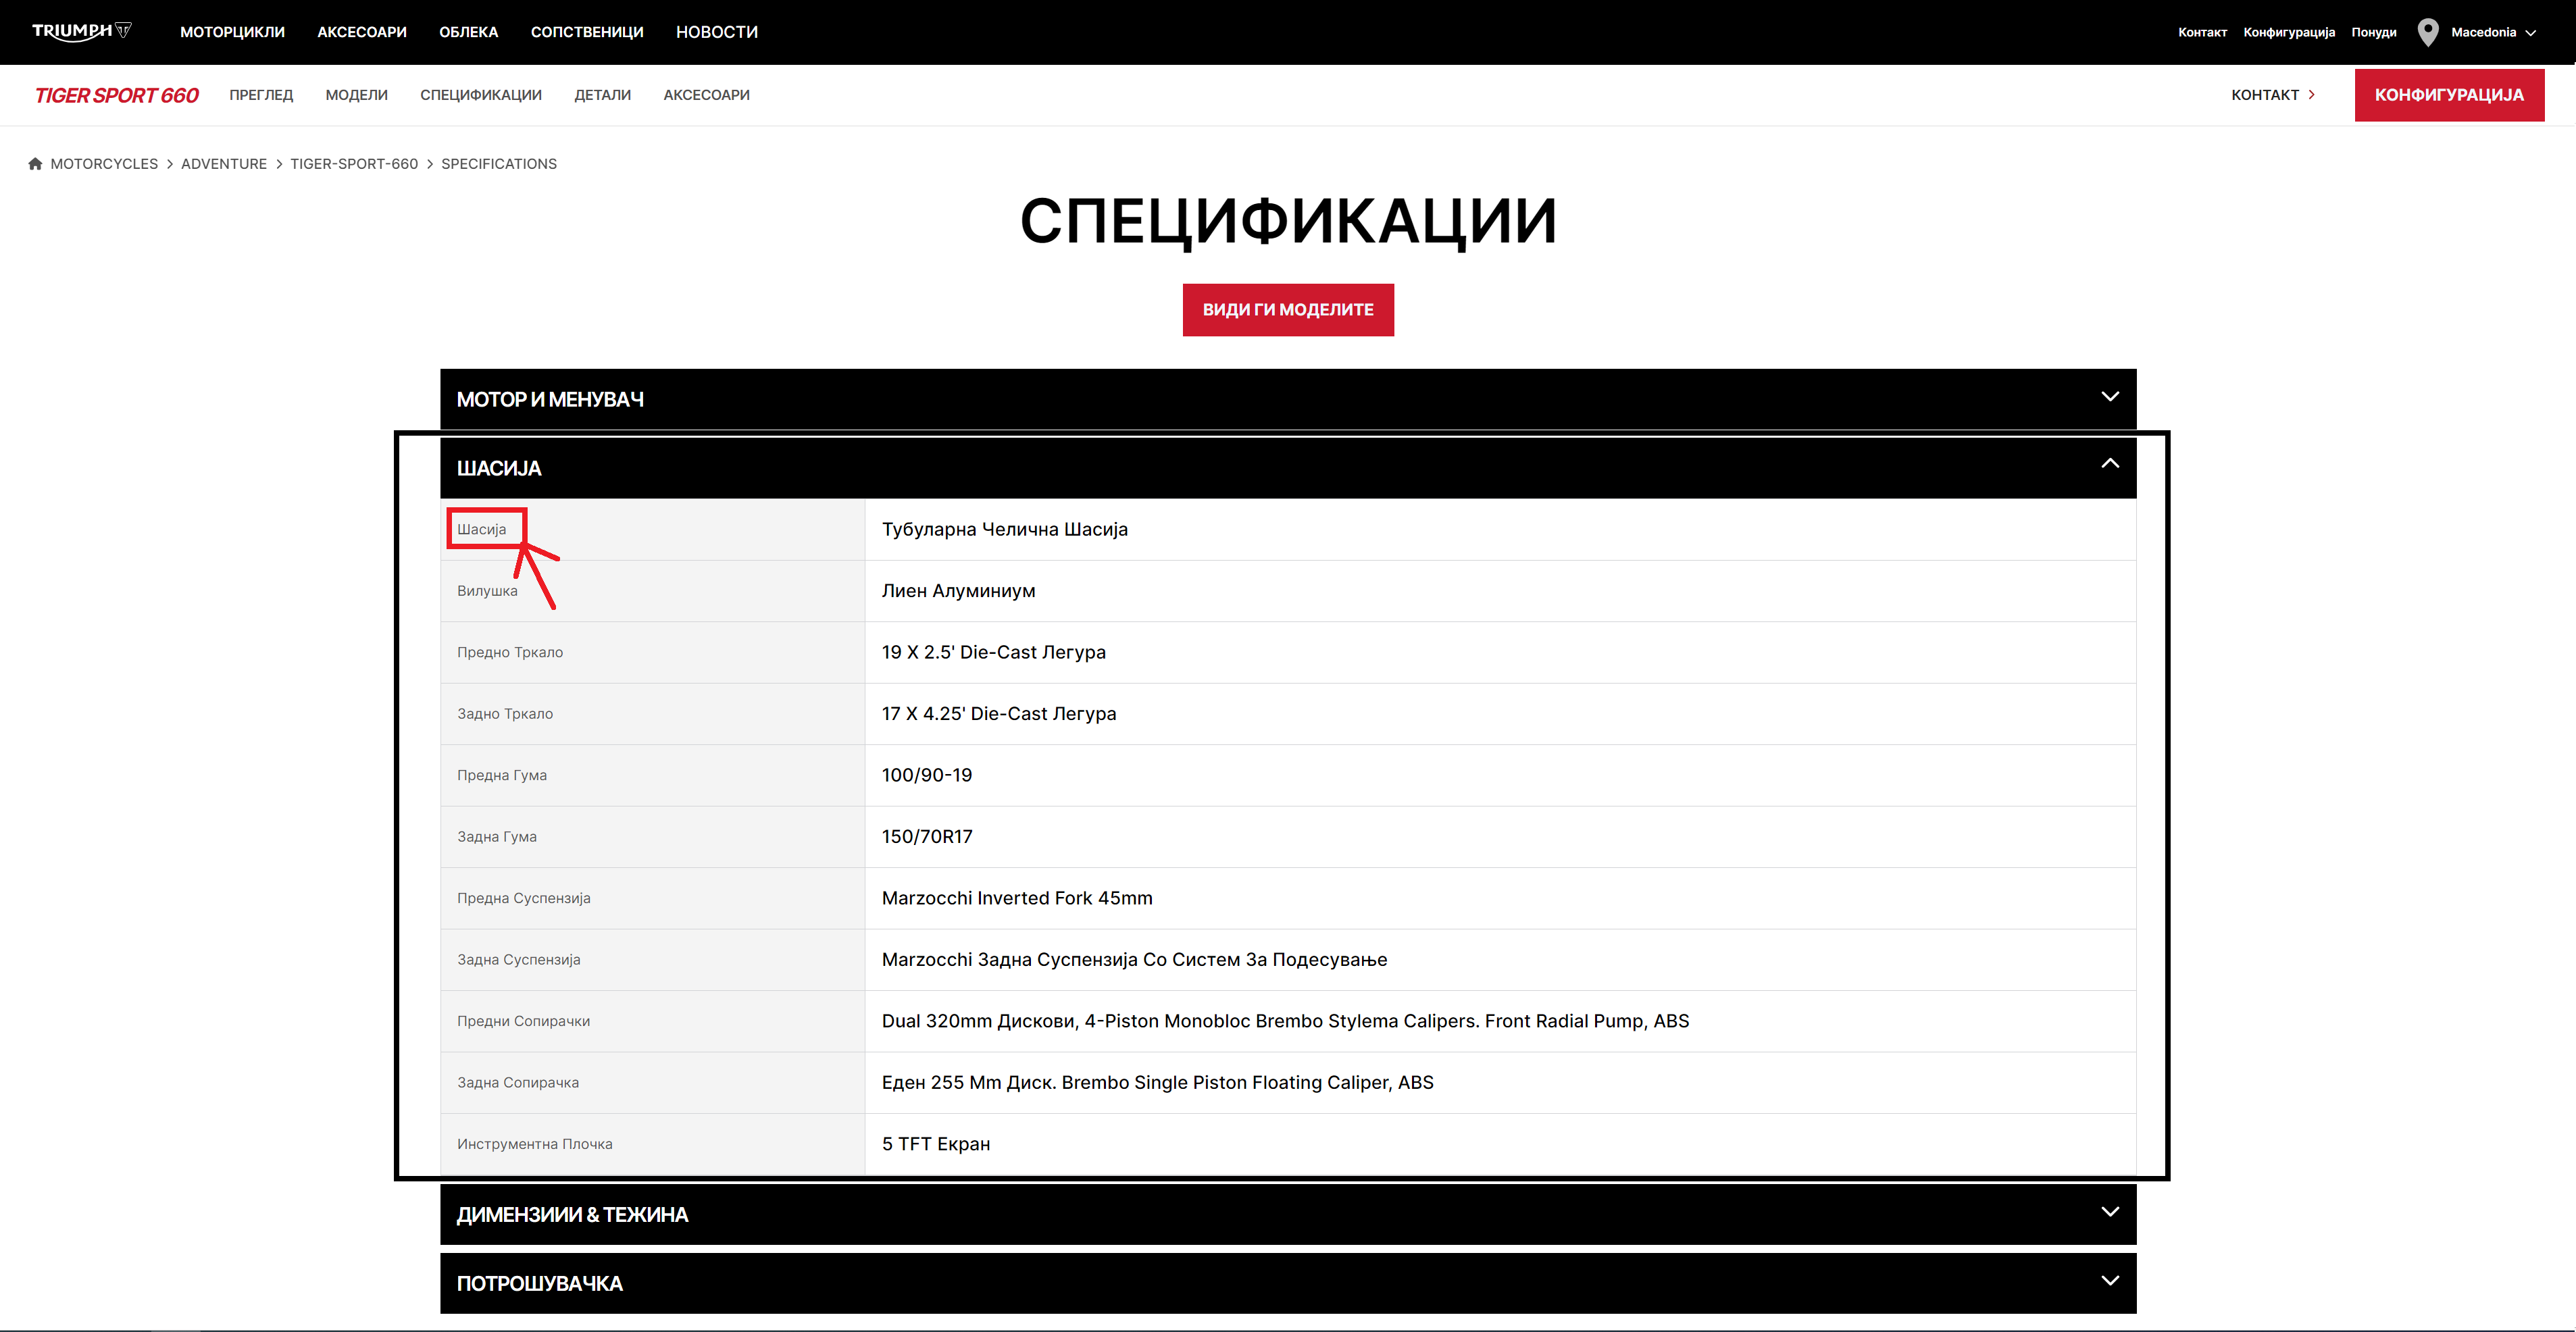 TRIUMPH МОТОРЦИКЛИ АКСЕСОАРИ ОБЛЕКА СОПСТВЕНИЦИ НОВОСТИ Контакт Конфигурација Понуди Macedonia
TIGER SPORT 660 ПРЕГЛЕД МОДЕЛИ СПЕЦИФИКАЦИИ ДЕТАЛИ АКСЕСОАРИ КОНТАКТ КОНФИГУРАЦИЈА
MOTORCYCLES > ADVENTURE > TIGER-SPORT-660 > SPECIFICATIONS
СПЕЦИФИКАЦИИ
ВИДИ ГИ МОДЕЛИТЕ
МОТОР И МЕНУВАЧ
ШАСИЈА
Шасија Тубуларна Челична Шасија
Вилушка Лиен Алуминиум
Предно Тркало 19 X 2.5' Die-Cast Легура
Задно Тркало 17 X 4.25' Die-Cast Легура
Предна Гума 100/90-19
Задна Гума 150/70R17
Предна Суспензија Marzocchi Inverted Fork 45mm
Задна Суспензија Marzocchi Задна Суспензија Со Систем За Подесување
Предни Сопирачки Dual 320mm Дискови, 4-Piston Monobloc Brembo Stylema Calipers. Front Radial Pump, ABS
Задна Сопирачка Еден 255 Mm Диск. Brembo Single Piston Floating Caliper, ABS
Инструментна Плочка 5 TFT Екран
ДИМЕНЗИИИ & ТЕЖИНА
ПОТРОШУВАЧКА